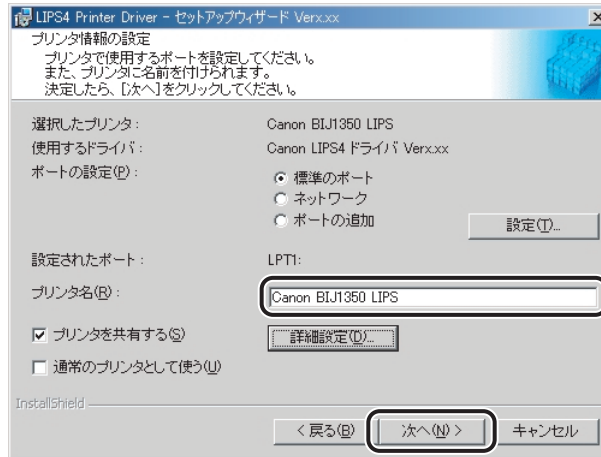 LIPS4 Printer Driver - セットアップウィザード Verx.xx
プリンタ情報の設定
プリンタで使用するポートを設定してください。
また、プリンタに名前を付けられます。
決定したら、[次へ]をクリックしてください。
選択したプリンタ: Canon BIJ1350 LIPS
使用するドライバ: Canon LIPS4 ドライバ Verx.xx
ポートの設定(P):
標準のポート
ネットワーク
ポートの追加 設定(T)...
設定されたポート: LPT1:
プリンタ名(R): Canon BIJ1350 LIPS
プリンタを共有する(S) 詳細設定(D)...
通常のプリンタとして使う(U)
InstallShield
< 戻る(B) 次へ(N) > キャンセル